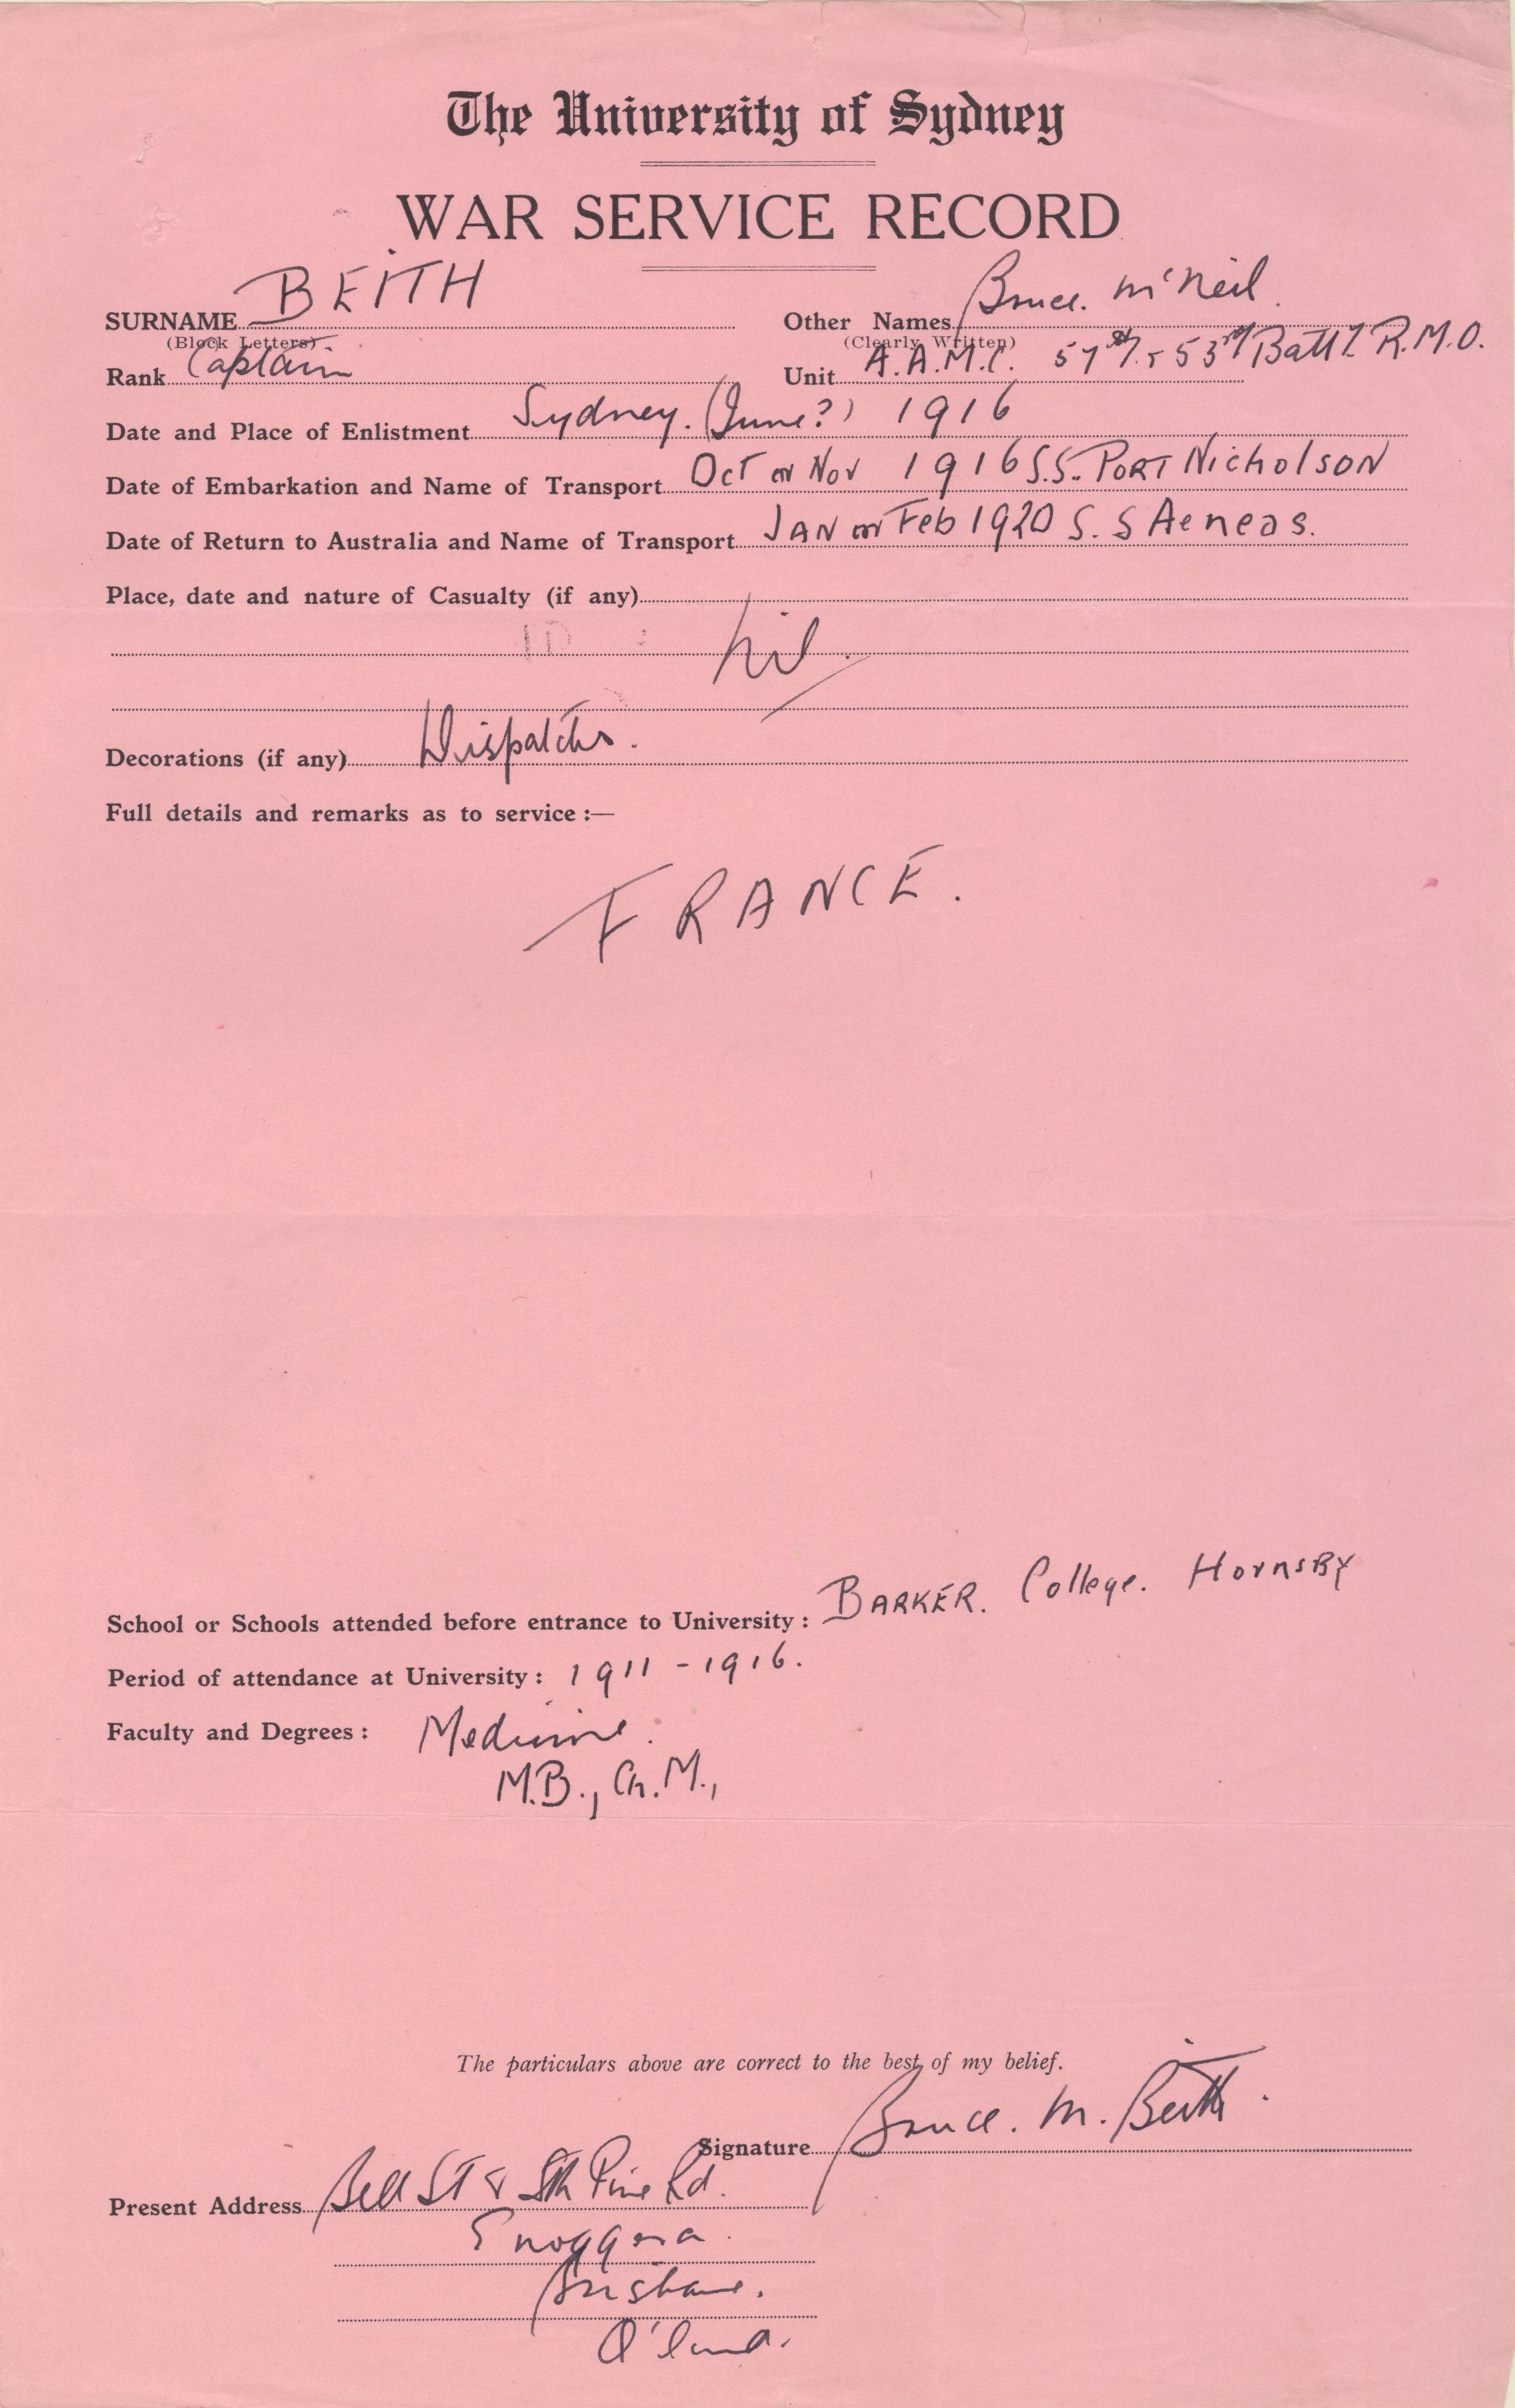 The University of Sydney
WAR SERVICE RECORD
SURNAME BEITH Other Names Bruce. McNeil.
(Block Letters) (Clearly Written)
Rank Captain Unit A.A.M.C. 53rd Battn. R.M.O.
Date and Place of Enlistment Sydney. (June?) 1916
Date of Embarkation and Name of Transport Oct or Nov 1916 S.S. PORT NicholsoN
Date of Return to Australia and Name of Transport JAN or Feb 1920 S.S Aeneas.
Place, date and nature of Casualty (if any)
nil.
Decorations (if any) Dispatches.
Full details and remarks as to service :—
FRANCE.
School or Schools attended before entrance to University : BARKER. College. HornsBy
Period of attendance at University : 1911 - 1916.
Faculty and Degrees : Medicine.
M.B., Ch.M.,
The particulars above are correct to the best of my belief.
Signature Bruce. M. Beith.
Present Address Bell ST & Sth Pine Rd.
Enoggera.
Brisbane.
Q'land.